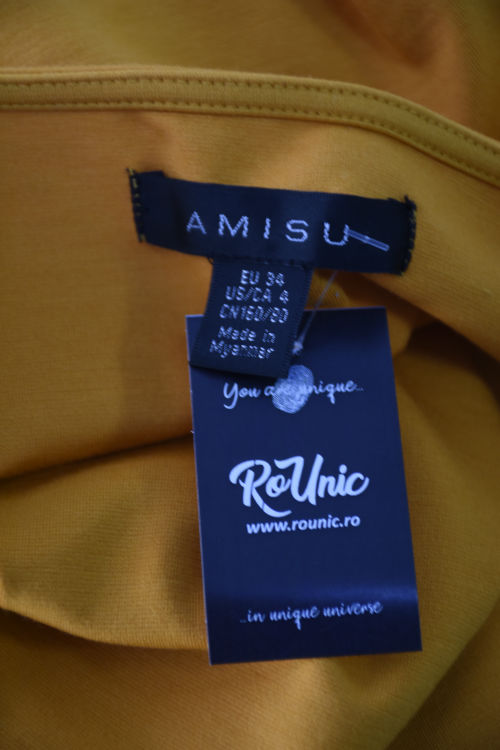 AMISU
EU 34
US/CA 4
CN160/80
Made in
Myanmar
You are unique..
RoUnic
www.rounic.ro
..in unique universe